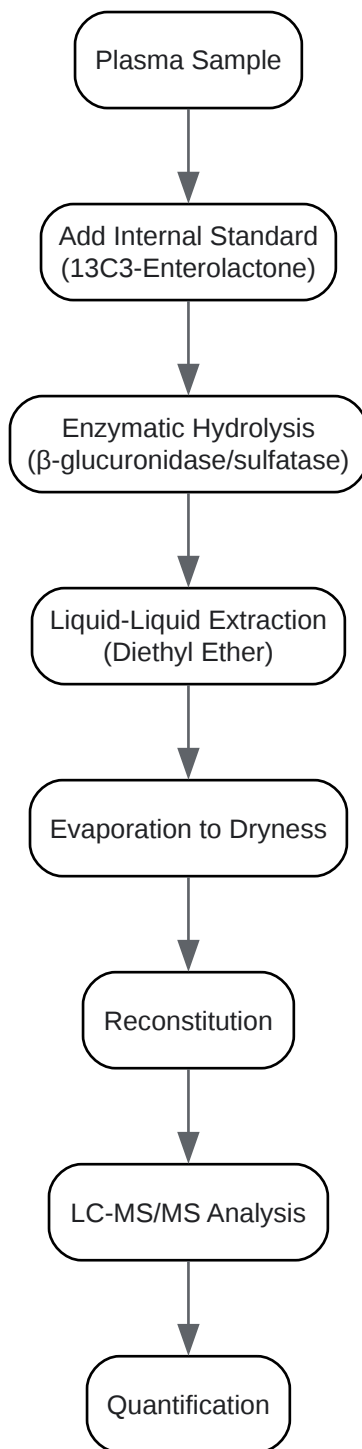 Plasma Sample
Add Internal Standard
(13C3-Enterolactone)
Enzymatic Hydrolysis
(β-glucuronidase/sulfatase)
Liquid-Liquid Extraction
(Diethyl Ether)
Evaporation to Dryness
Reconstitution
LC-MS/MS Analysis
Quantification